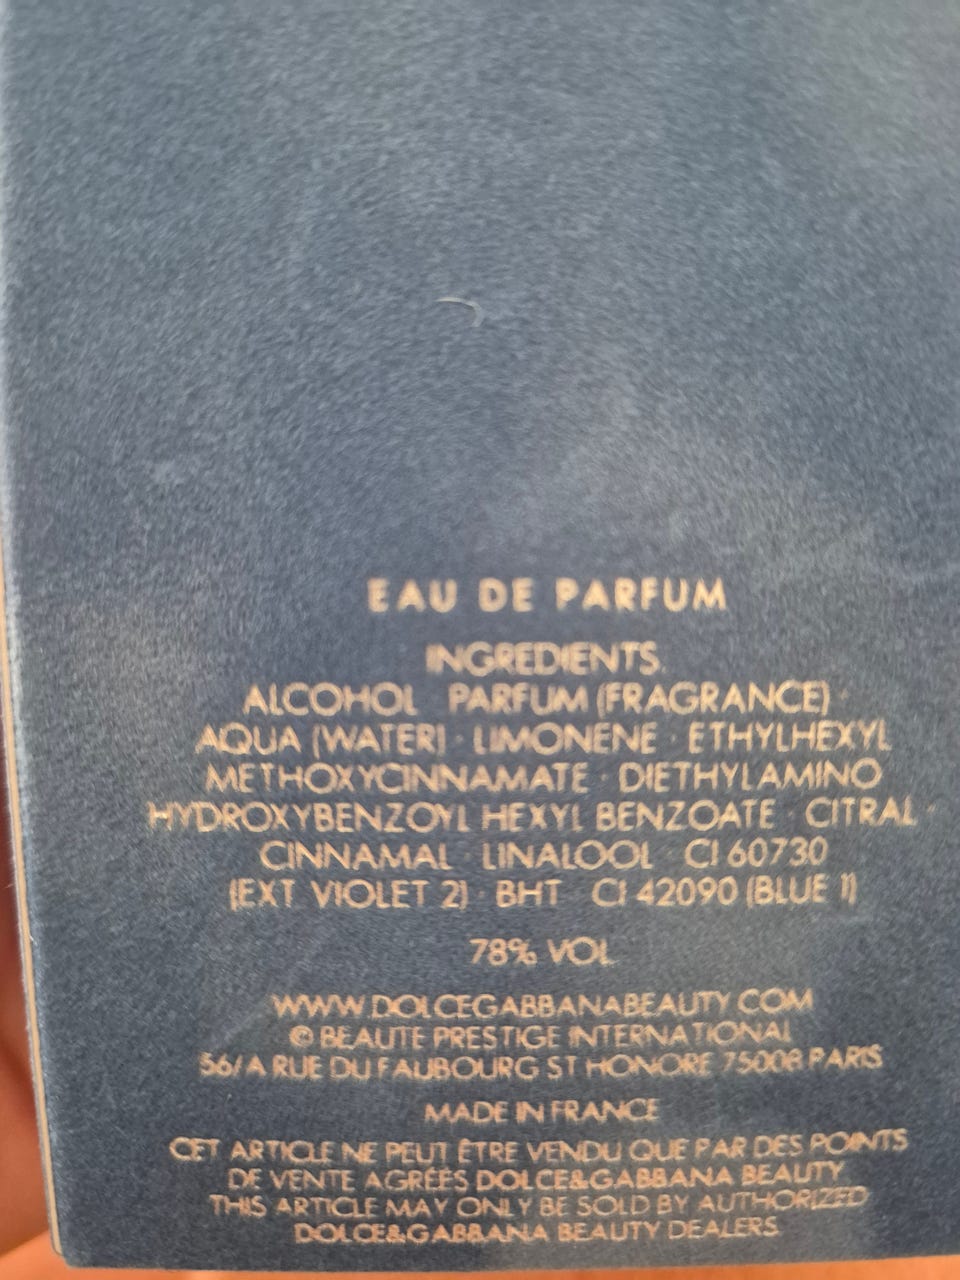 EAU DE PARFUM
INGREDIENTS.
ALCOHOL PARFUM (FRAGRANCE) ·
AQUA (WATER) · LIMONENE · ETHYLHEXYL
METHOXYCINNAMATE · DIETHYLAMINO
HYDROXYBENZOYL HEXYL BENZOATE · CITRAL ·
CINNAMAL · LINALOOL · CI 60730
(EXT VIOLET 2) · BHT CI 42090 (BLUE 1)
78% VOL
WWW.DOLCEGABBANABEAUTY.COM
© BEAUTE PRESTIGE INTERNATIONAL
56/A RUE DU FAUBOURG ST HONORE 75008 PARIS
MADE IN FRANCE
CET ARTICLE NE PEUT ÊTRE VENDU QUE PAR DES POINTS
DE VENTE AGRÉÉS DOLCE&GABBANA BEAUTY
THIS ARTICLE MAY ONLY BE SOLD BY AUTHORIZED
DOLCE&GABBANA BEAUTY DEALERS